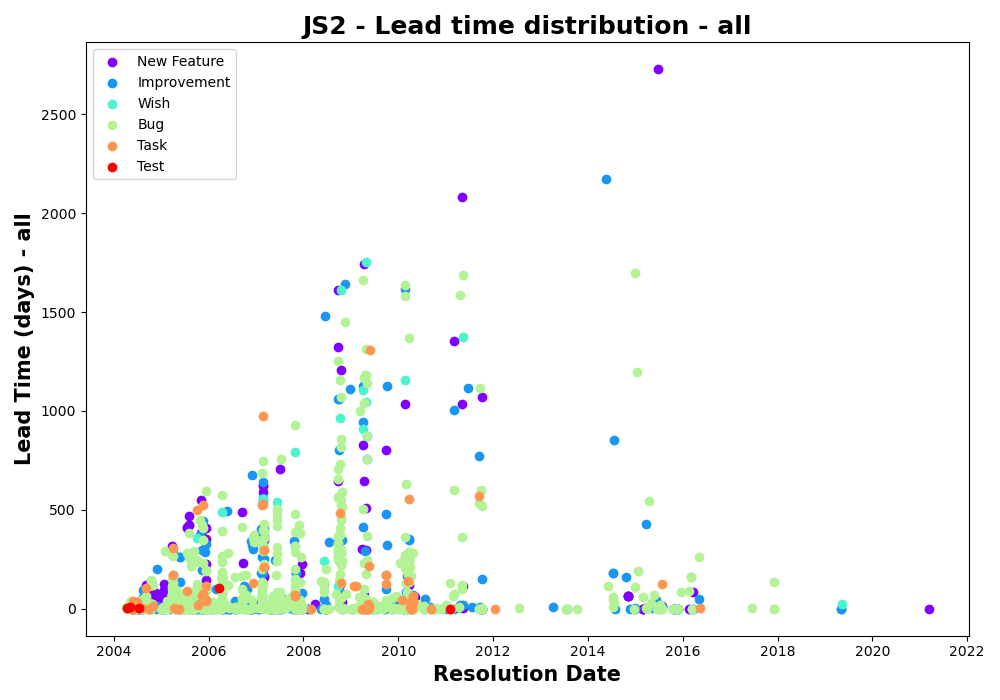 JS2 - Lead time distribution - all
New Feature
Improvement
Wish
Bug
Task
Test
Lead Time (days) - all
2500
2000
1500
1000
500
0
2004 2006 2008 2010 2012 2014 2016 2018 2020 2022
Resolution Date